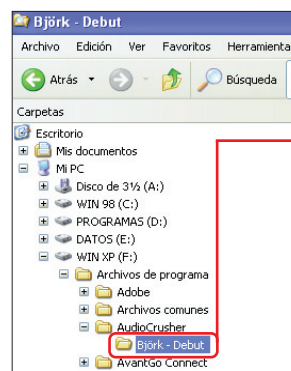 Björk - Debut
Archivo Edición Ver Favoritos Herramienta
Atrás Búsqueda
Carpetas
Escritorio
Mis documentos
Mi PC
Disco de 3½ (A:)
WIN 98 (C:)
PROGRAMAS (D:)
DATOS (E:)
WIN XP (F:)
Archivos de programa
Adobe
Archivos comunes
AudioCrusher
Björk - Debut
AvantGo Connect